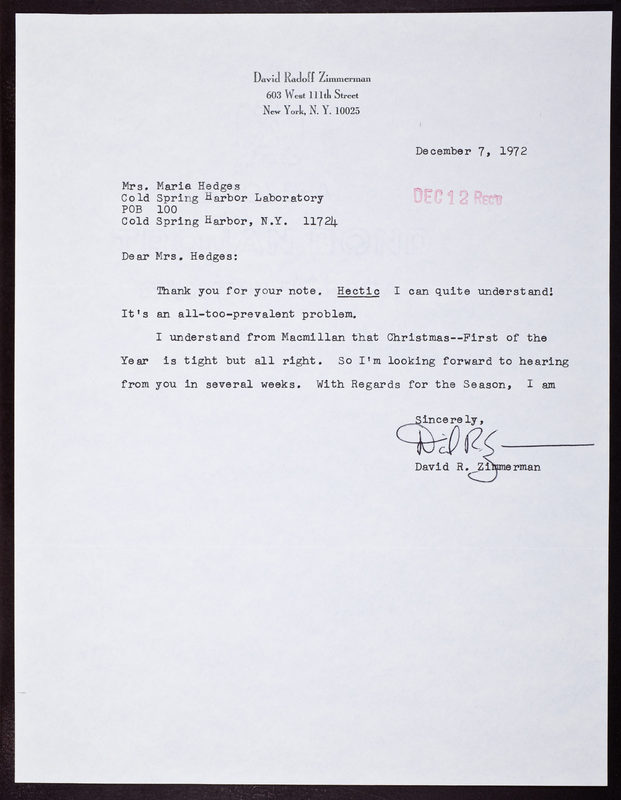 David Radoff Zimmerman
603 West 111th Street
New York, N. Y. 10025
December 7, 1972
Mrs. Maria Hedges
Cold Spring Harbor Laboratory
POB 100
Cold Spring Harbor, N.Y. 11724
DEC 12 REC'D
Dear Mrs. Hedges:
Thank you for your note. Hectic I can quite understand!
It's an all-too-prevalent problem.
I understand from Macmillan that Christmas--First of the
Year is tight but all right. So I'm looking forward to hearing
from you in several weeks. With Regards for the Season, I am
Sincerely,
David R. Zimmerman